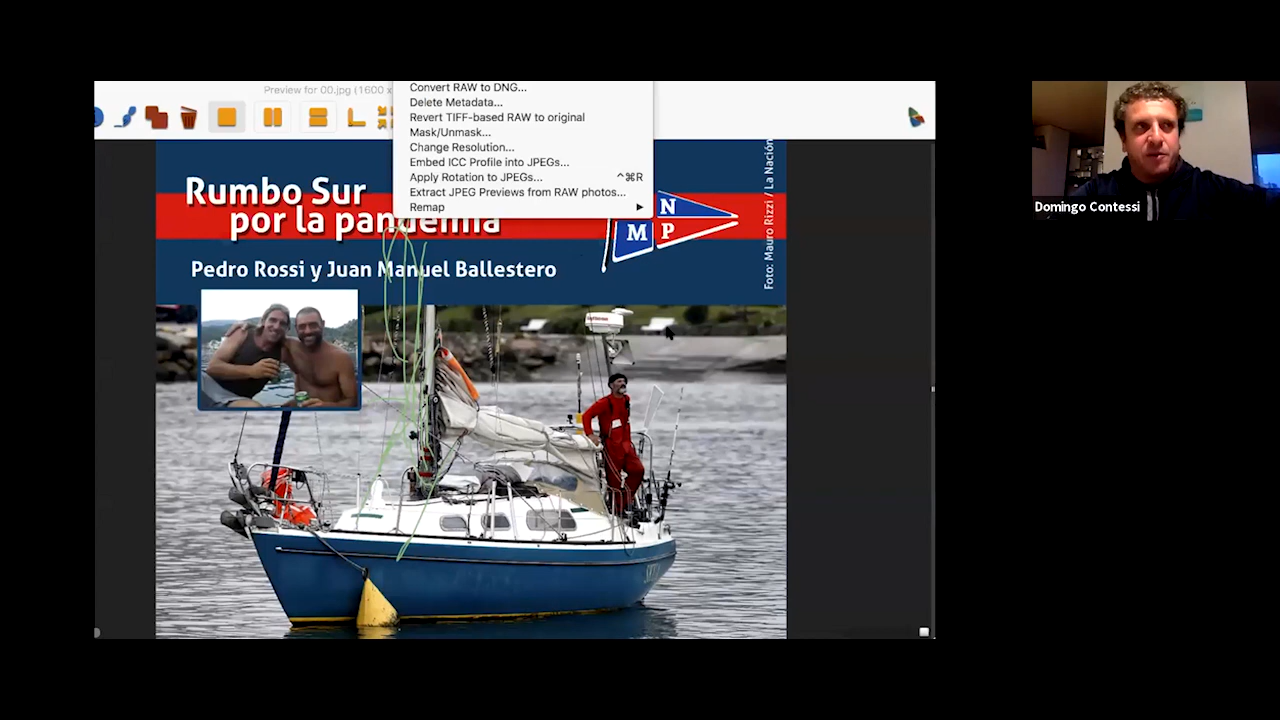 Preview for 00.jpg (1600 x
Convert RAW to DNG...
Delete Metadata...
Revert TIFF-based RAW to original
Mask/Unmask...
Change Resolution...
Embed ICC Profile into JPEGs...
Apply Rotation to JPEGs... ^⌘R
Extract JPEG Previews from RAW photos...
Remap
Rumbo Sur
por la pandemia
Pedro Rossi y Juan Manuel Ballestero
N
M P
Foto: Mauro Rizzi / La Nación
Domingo Contessi